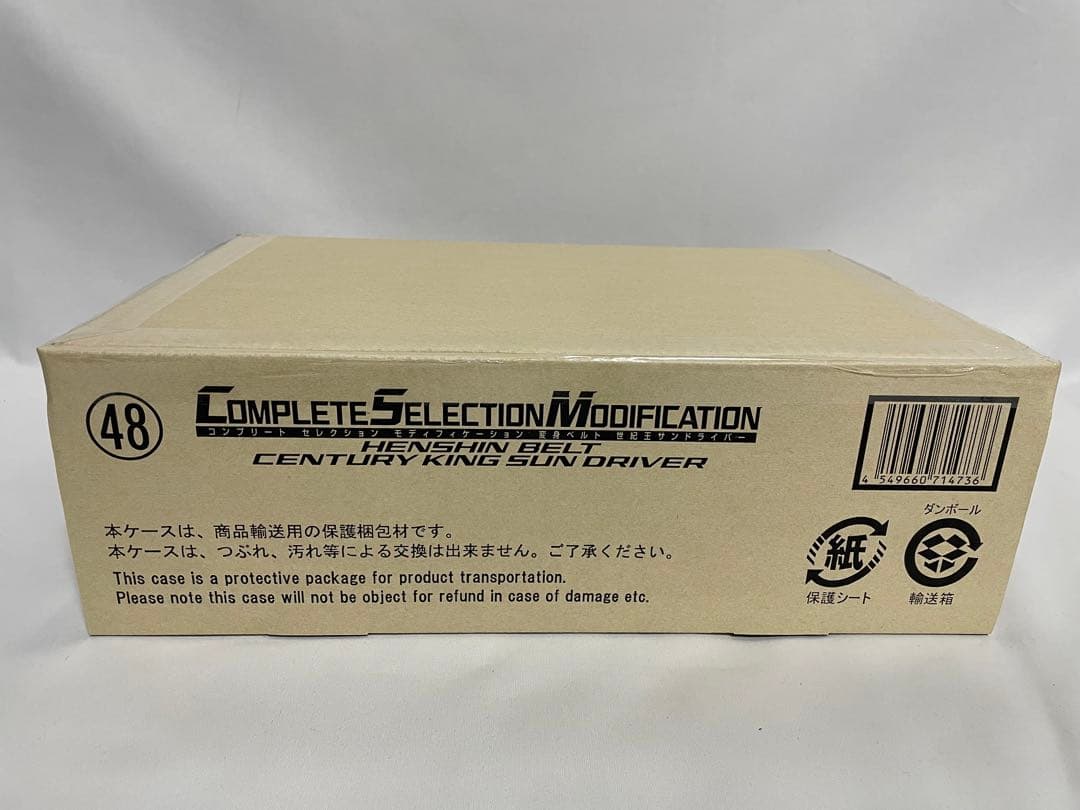 48
COMPLETE SELECTION MODIFICATION
コンプリート セレクション モディフィケーション 変身ベルト 世紀王サンドライバー
HENSHIN BELT
CENTURY KING SUN DRIVER
本ケースは、商品輸送用の保護梱包材です。
本ケースは、つぶれ、汚れ等による交換は出来ません。ご了承ください。
This case is a protective package for product transportation.
Please note this case will not be object for refund in case of damage etc.
4 549660 714736
ダンボール
紙
保護シート
輸送箱